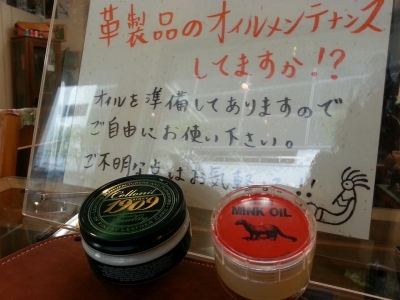 革製品のオイルメンテナンス
してますか!?
オイルを準備してありますので
ご自由にお使い下さい。
ご不明な点はお気軽に
Collonil
1909
MINK OIL